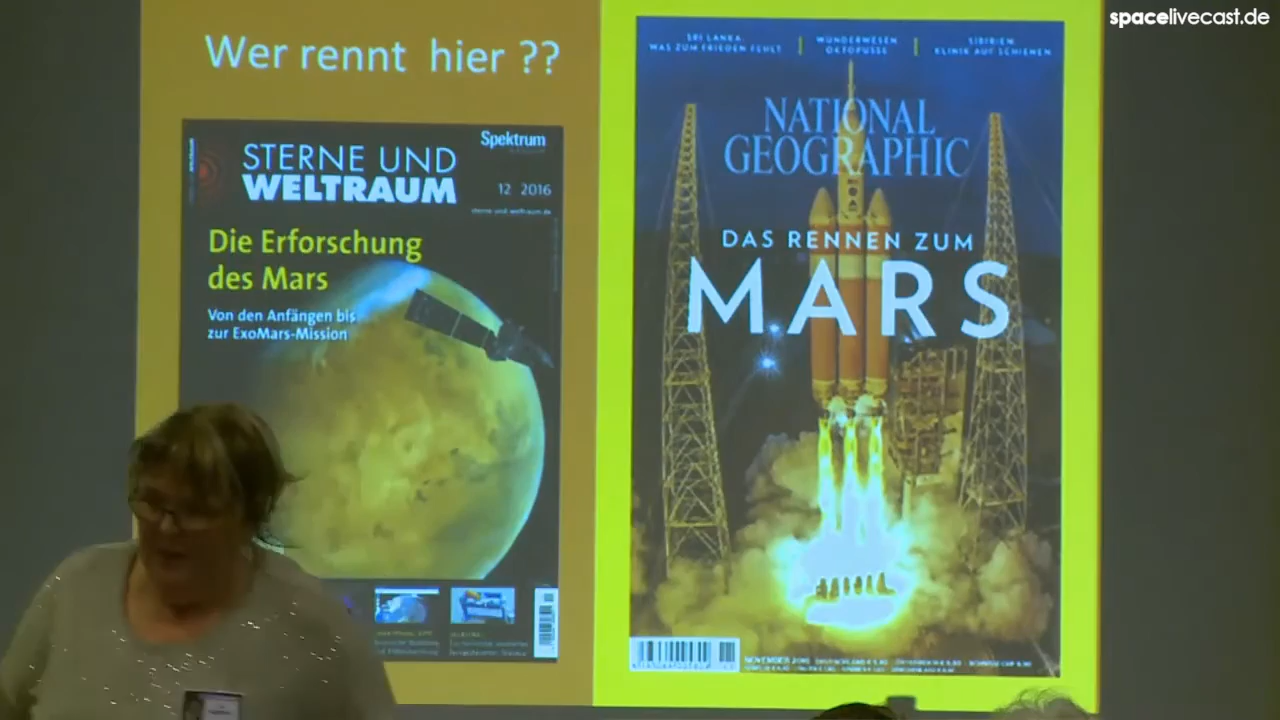 spacelivecast.de
Wer rennt hier ??
Spektrum
STERNE UND
WELTRAUM
12 2016
Die Erforschung
des Mars
Von den Anfängen bis
zur ExoMars-Mission
SRI LANKA:
WAS ZUM FRIEDEN FEHLT
WUNDERWESEN
OKTOPUSSE
SIBIRIEN:
KLINIK AUF SCHIENEN
NATIONAL
GEOGRAPHIC
DAS RENNEN ZUM
MARS
NOVEMBER 2016